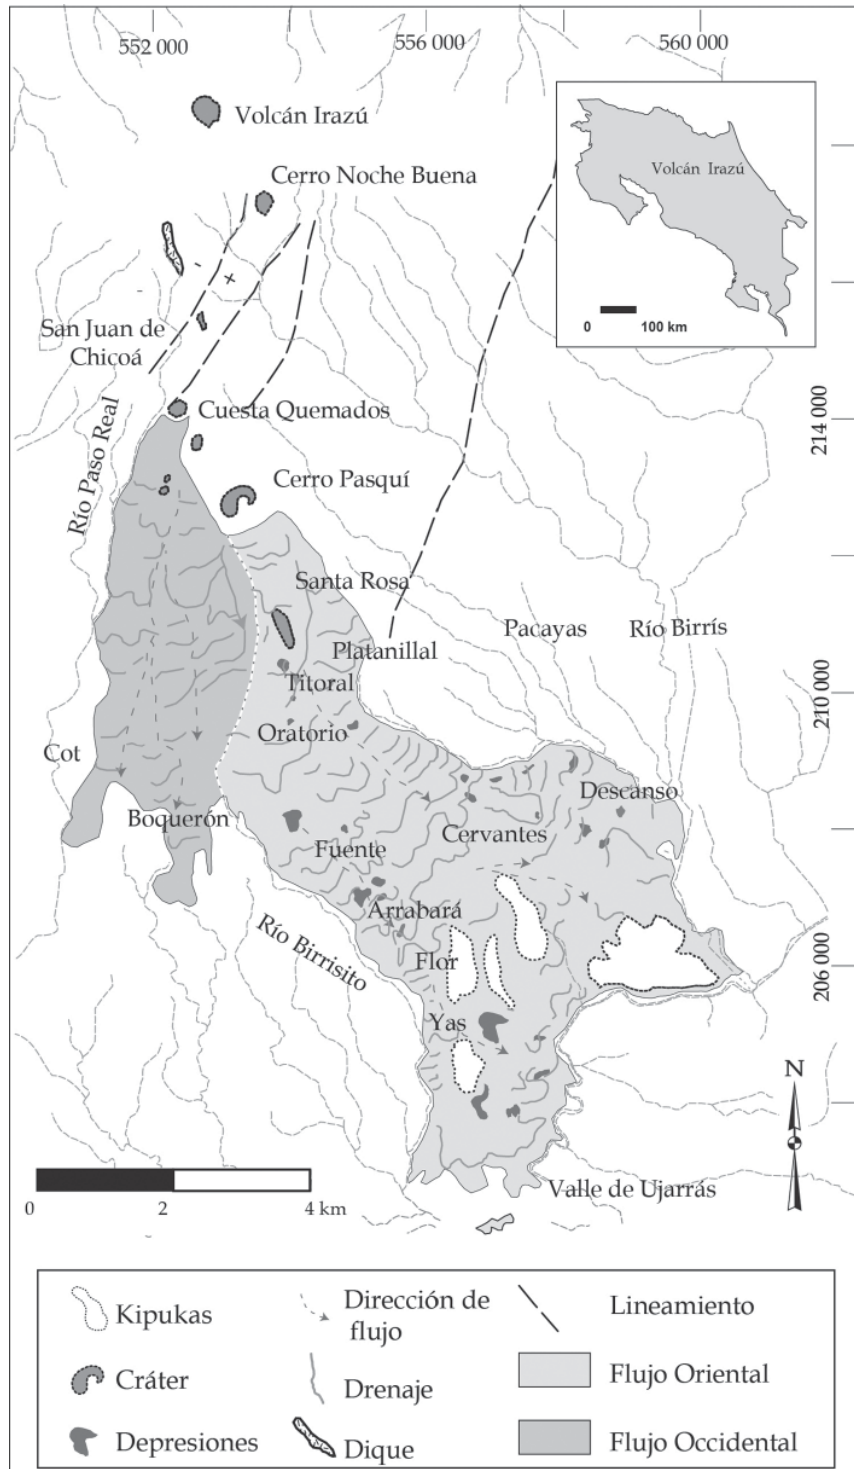 552 000
556 000
560 000
Volcán Irazú
Cerro Noche Buena
Volcán Irazú
0
100 km
-
+
-
San Juan de
Chicoá
Cuesta Quemados
214 000
Río Paso Real
Cerro Pasquí
Santa Rosa
Pacayas
Río Birrís
Platanillal
Titoral
210 000
Oratorio
Cot
Descanso
Boquerón
Cervantes
Fuente
Arrabará
Río Birrisito
Flor
206 000
Yas
N
Valle de Ujarrás
0
2
4 km
Kipukas
Dirección de
flujo
Lineamiento
Cráter
Drenaje
Flujo Oriental
Depresiones
Dique
Flujo Occidental